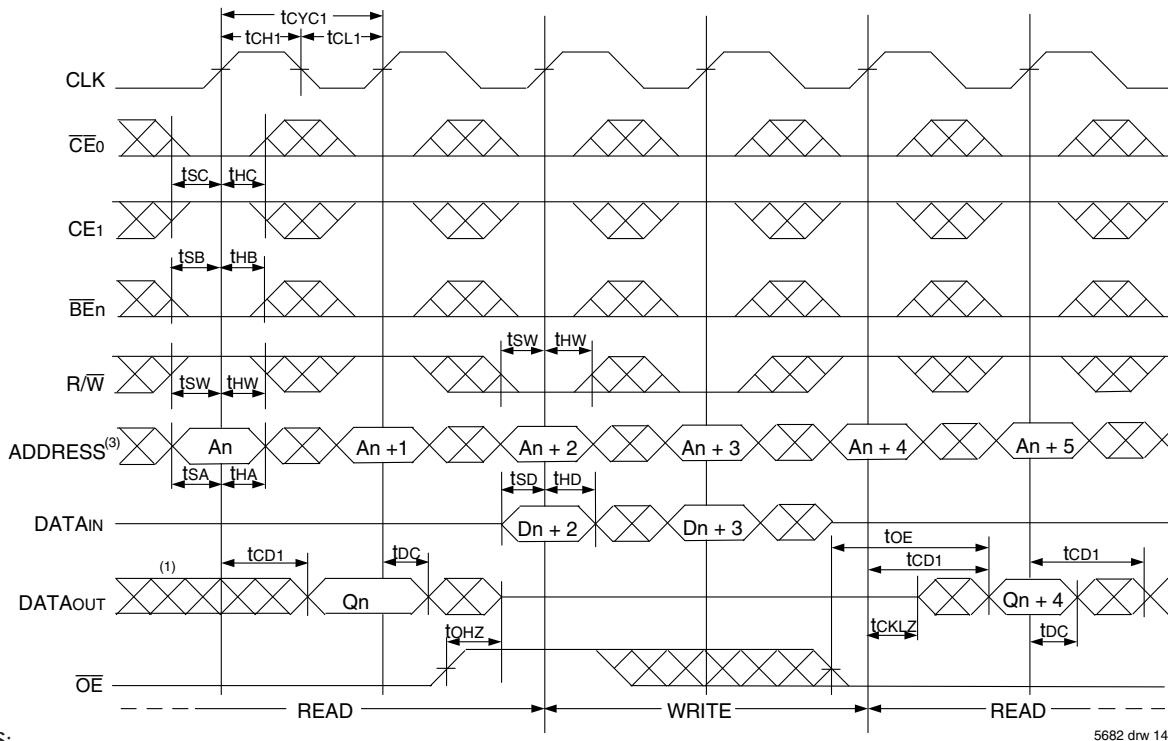 tCYC1
tCH1 tCL1
CLK
CE0
tSC tHC
CE1
tSB tHB
BEn
tSW tHW
R/W
tSW tHW
ADDRESS(3) An An +1 An + 2 An + 3 An + 4 An + 5
tSA tHA
tSD tHD
DATAIN Dn + 2 Dn + 3
tOE
(1) tCD1 tDC tCD1 tCD1
DATAOUT Qn Qn + 4
tOHZ tCKLZ tDC
OE
READ WRITE READ
5682 drw 14